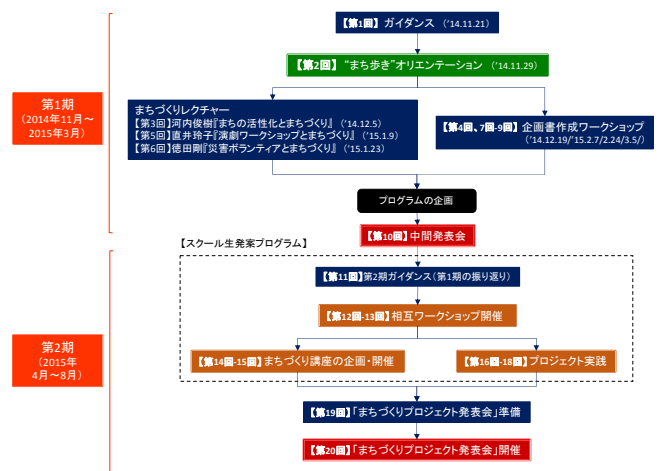 【第1回】 ガイダンス （'14.11.21）
【第2回】 “まち歩き”オリエンテーション （'14.11.29）
第1期
（2014年11月～
2015年3月）
まちづくりレクチャー
【第3回】河内俊樹『まちの活性化とまちづくり』 （'14.12.5）
【第5回】直井玲子『演劇ワークショップとまちづくり』 （'15.1.9）
【第6回】徳田剛『災害ボランティアとまちづくり』 （'15.1.23）
【第4回、7回-9回】 企画書作成ワークショップ
（'14.12.19/'15.2.7/2.24/3.5/）
プログラムの企画
【第10回】 中間発表会
【スクール生発案プログラム】
【第11回】第2期ガイダンス（第1期の振り返り）
【第12回-13回】 相互ワークショップ開催
第2期
（2015年
4月～8月）
【第14回-15回】 まちづくり講座の企画・開催
【第16回-18回】 プロジェクト実践
【第19回】 「まちづくりプロジェクト発表会」準備
【第20回】 「まちづくりプロジェクト発表会」開催